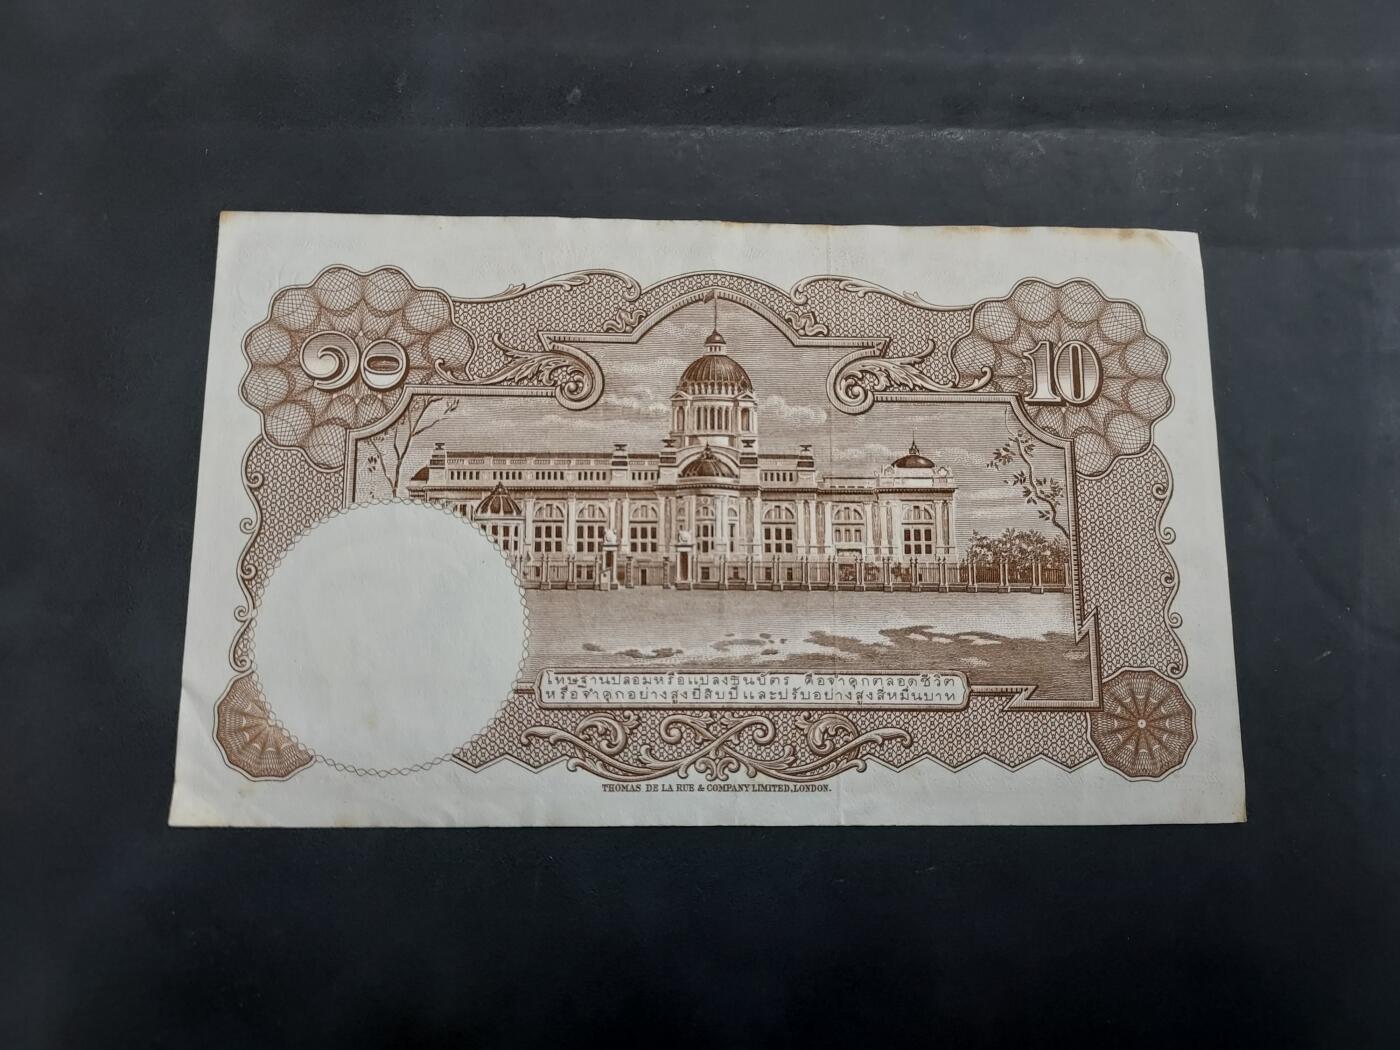 ๑๐
10
โทษฐานปลอมหรือแปลงธนบัตร คือจำคุกตลอดชีวิต
หรือจำคุกอย่างสูงยี่สิบปีและปรับอย่างสูงสี่หมื่นบาท
THOMAS DE LA RUE & COMPANY LIMITED, LONDON.